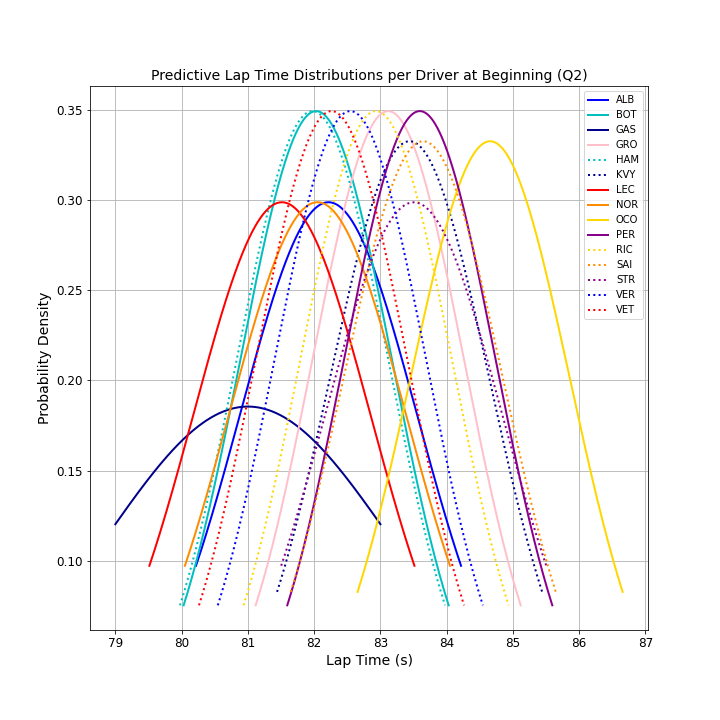 Predictive Lap Time Distributions per Driver at Beginning (Q2)
Probability Density
0.35
0.30
0.25
0.20
0.15
0.10
79 80 81 82 83 84 85 86 87
Lap Time (s)
ALB
BOT
GAS
GRO
HAM
KVY
LEC
NOR
OCO
PER
RIC
SAI
STR
VER
VET